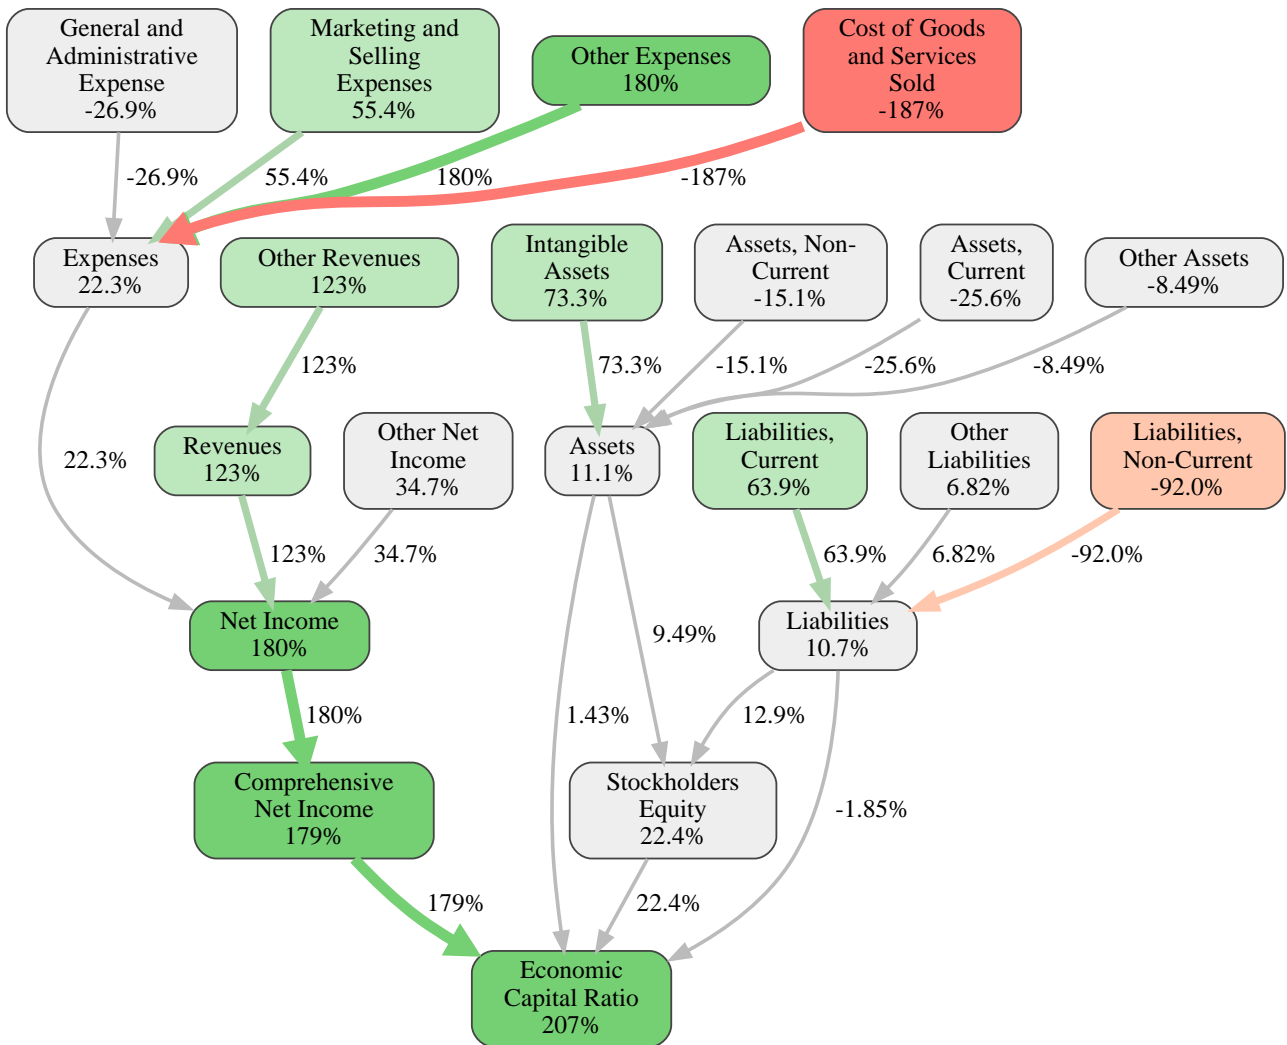 General and
Administrative
Expense
-26.9%
Marketing and
Selling
Expenses
55.4%
Other Expenses
180%
Cost of Goods
and Services
Sold
-187%
-26.9%
55.4%
180%
-187%
Expenses
22.3%
Other Revenues
123%
Intangible
Assets
73.3%
Assets, Non-
Current
-15.1%
Assets,
Current
-25.6%
Other Assets
-8.49%
123%
73.3%
-15.1%
-25.6%
-8.49%
22.3%
Revenues
123%
Other Net
Income
34.7%
Assets
11.1%
Liabilities,
Current
63.9%
Other
Liabilities
6.82%
Liabilities,
Non-Current
-92.0%
123%
34.7%
63.9%
6.82%
-92.0%
Net Income
180%
9.49%
Liabilities
10.7%
180%
1.43%
12.9%
Comprehensive
Net Income
179%
Stockholders
Equity
22.4%
-1.85%
179%
22.4%
Economic
Capital Ratio
207%